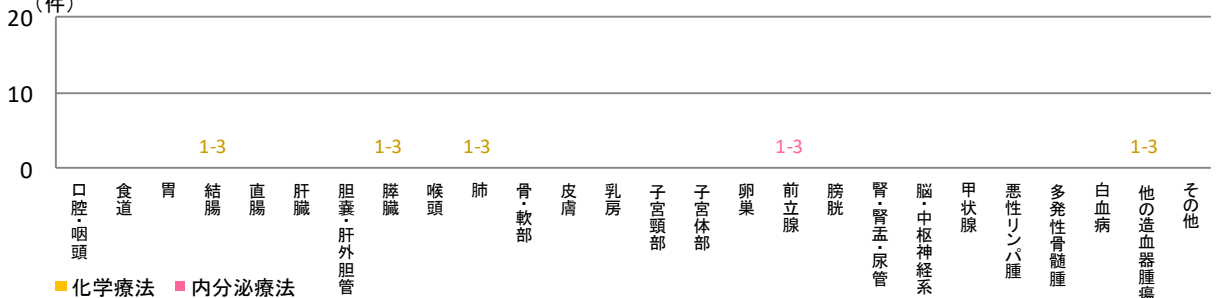 （件）
20
10
0
1-3
1-3
1-3
1-3
1-3
口腔・咽頭
食道
胃
結腸
直腸
肝臓
胆嚢・肝外胆管
膵臓
喉頭
肺
骨・軟部
皮膚
乳房
子宮頸部
子宮体部
卵巣
前立腺
膀胱
腎・腎盂・尿管
脳・中枢神経系
甲状腺
悪性リンパ腫
多発性骨髄腫
白血病
他の造血器腫瘍
その他
化学療法
内分泌療法